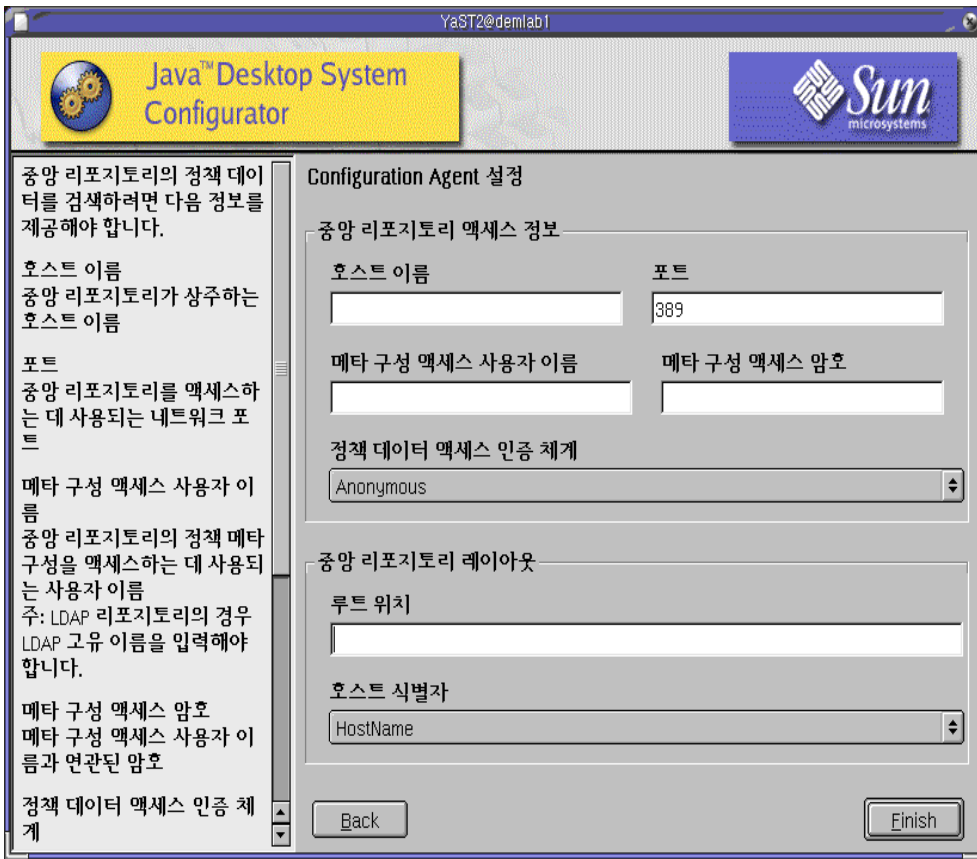 YaST2@demlab1
Java™Desktop System
Configurator
Sun
microsystems
중앙 리포지토리의 정책 데이
터를 검색하려면 다음 정보를
제공해야 합니다.
호스트 이름
중앙 리포지토리가 상주하는
호스트 이름
포트
중앙 리포지토리를 액세스하
는 데 사용되는 네트워크 포
트
메타 구성 액세스 사용자 이
름
중앙 리포지토리의 정책 메타
구성을 액세스하는 데 사용되
는 사용자 이름
주: LDAP 리포지토리의 경우
LDAP 고유 이름을 입력해야
합니다.
메타 구성 액세스 암호
메타 구성 액세스 사용자 이
름과 연관된 암호
정책 데이터 액세스 인증 체
계
Configuration Agent 설정
중앙 리포지토리 액세스 정보
호스트 이름
포트
389
메타 구성 액세스 사용자 이름
메타 구성 액세스 암호
정책 데이터 액세스 인증 체계
Anonymous
중앙 리포지토리 레이아웃
루트 위치
호스트 식별자
HostName
Back
Finish